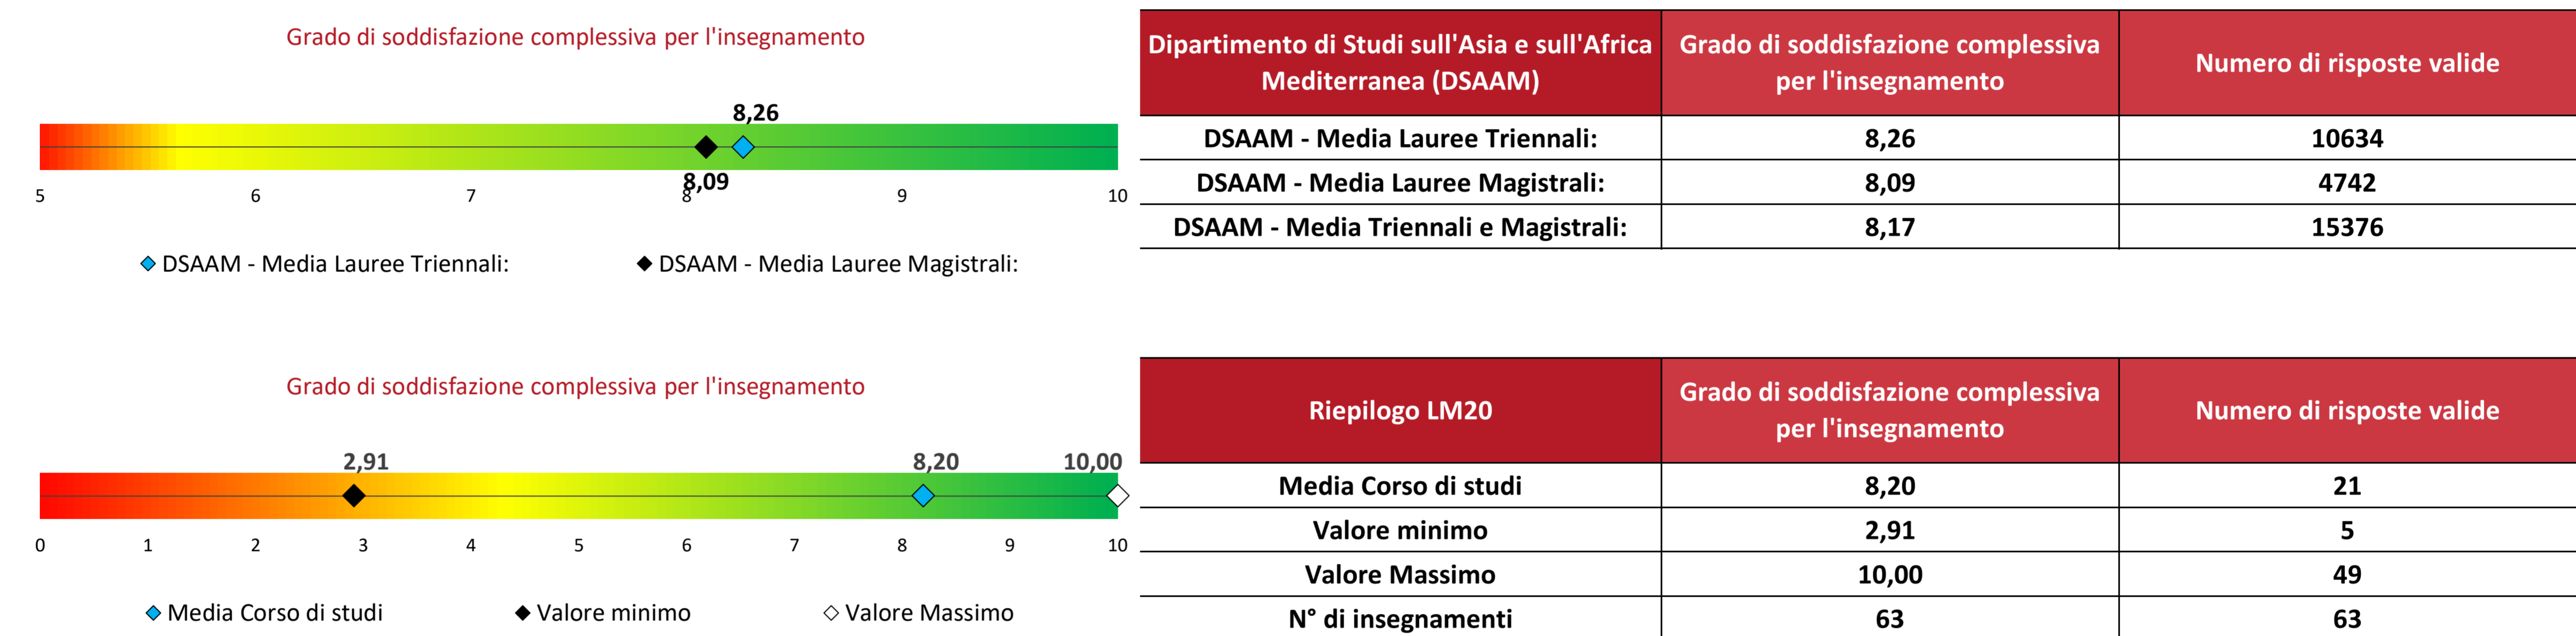 Grado di soddisfazione complessiva per l'insegnamento
8,26
8,09
5 6 7 8 9 10
DSAAM - Media Lauree Triennali: DSAAM - Media Lauree Magistrali:
Dipartimento di Studi sull'Asia e sull'Africa
Mediterranea (DSAAM)
Grado di soddisfazione complessiva
per l'insegnamento
Numero di risposte valide
DSAAM - Media Lauree Triennali: 8,26 10634
DSAAM - Media Lauree Magistrali: 8,09 4742
DSAAM - Media Triennali e Magistrali: 8,17 15376
Grado di soddisfazione complessiva per l'insegnamento
2,91 8,20 10,00
0 1 2 3 4 5 6 7 8 9 10
Media Corso di studi Valore minimo Valore Massimo
Riepilogo LM20
Grado di soddisfazione complessiva
per l'insegnamento
Numero di risposte valide
Media Corso di studi 8,20 21
Valore minimo 2,91 5
Valore Massimo 10,00 49
N° di insegnamenti 63 63